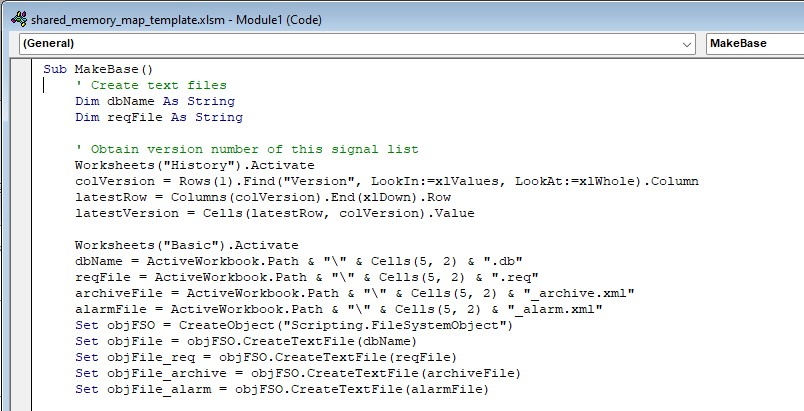 shared_memory_map_template.xlsm - Module1 (Code)
(General)
MakeBase
Sub MakeBase()
' Create text files
Dim dbName As String
Dim reqFile As String
' Obtain version number of this signal list
Worksheets("History").Activate
colVersion = Rows(1).Find("Version", LookIn:=xlValues, LookAt:=xlWhole).Column
latestRow = Columns(colVersion).End(xlDown).Row
latestVersion = Cells(latestRow, colVersion).Value
Worksheets("Basic").Activate
dbName = ActiveWorkbook.Path & "\" & Cells(5, 2) & ".db"
reqFile = ActiveWorkbook.Path & "\" & Cells(5, 2) & ".req"
archiveFile = ActiveWorkbook.Path & "\" & Cells(5, 2) & "_archive.xml"
alarmFile = ActiveWorkbook.Path & "\" & Cells(5, 2) & "_alarm.xml"
Set objFSO = CreateObject("Scripting.FileSystemObject")
Set objFile = objFSO.CreateTextFile(dbName)
Set objFile_req = objFSO.CreateTextFile(reqFile)
Set objFile_archive = objFSO.CreateTextFile(archiveFile)
Set objFile_alarm = objFSO.CreateTextFile(alarmFile)